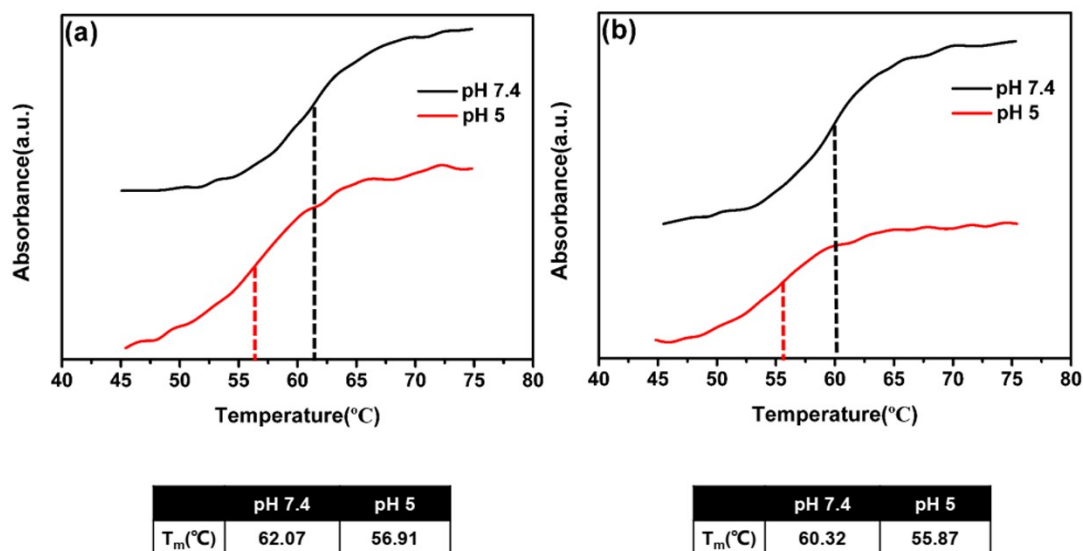 (a)
pH 7.4
pH 5
Absorbance(a.u.)
40 45 50 55 60 65 70 75 80
Temperature(°C)
pH 7.4 pH 5
Tm(℃) 62.07 56.91
(b)
pH 7.4
pH 5
Absorbance(a.u.)
40 45 50 55 60 65 70 75 80
Temperature(°C)
pH 7.4 pH 5
Tm(℃) 60.32 55.87